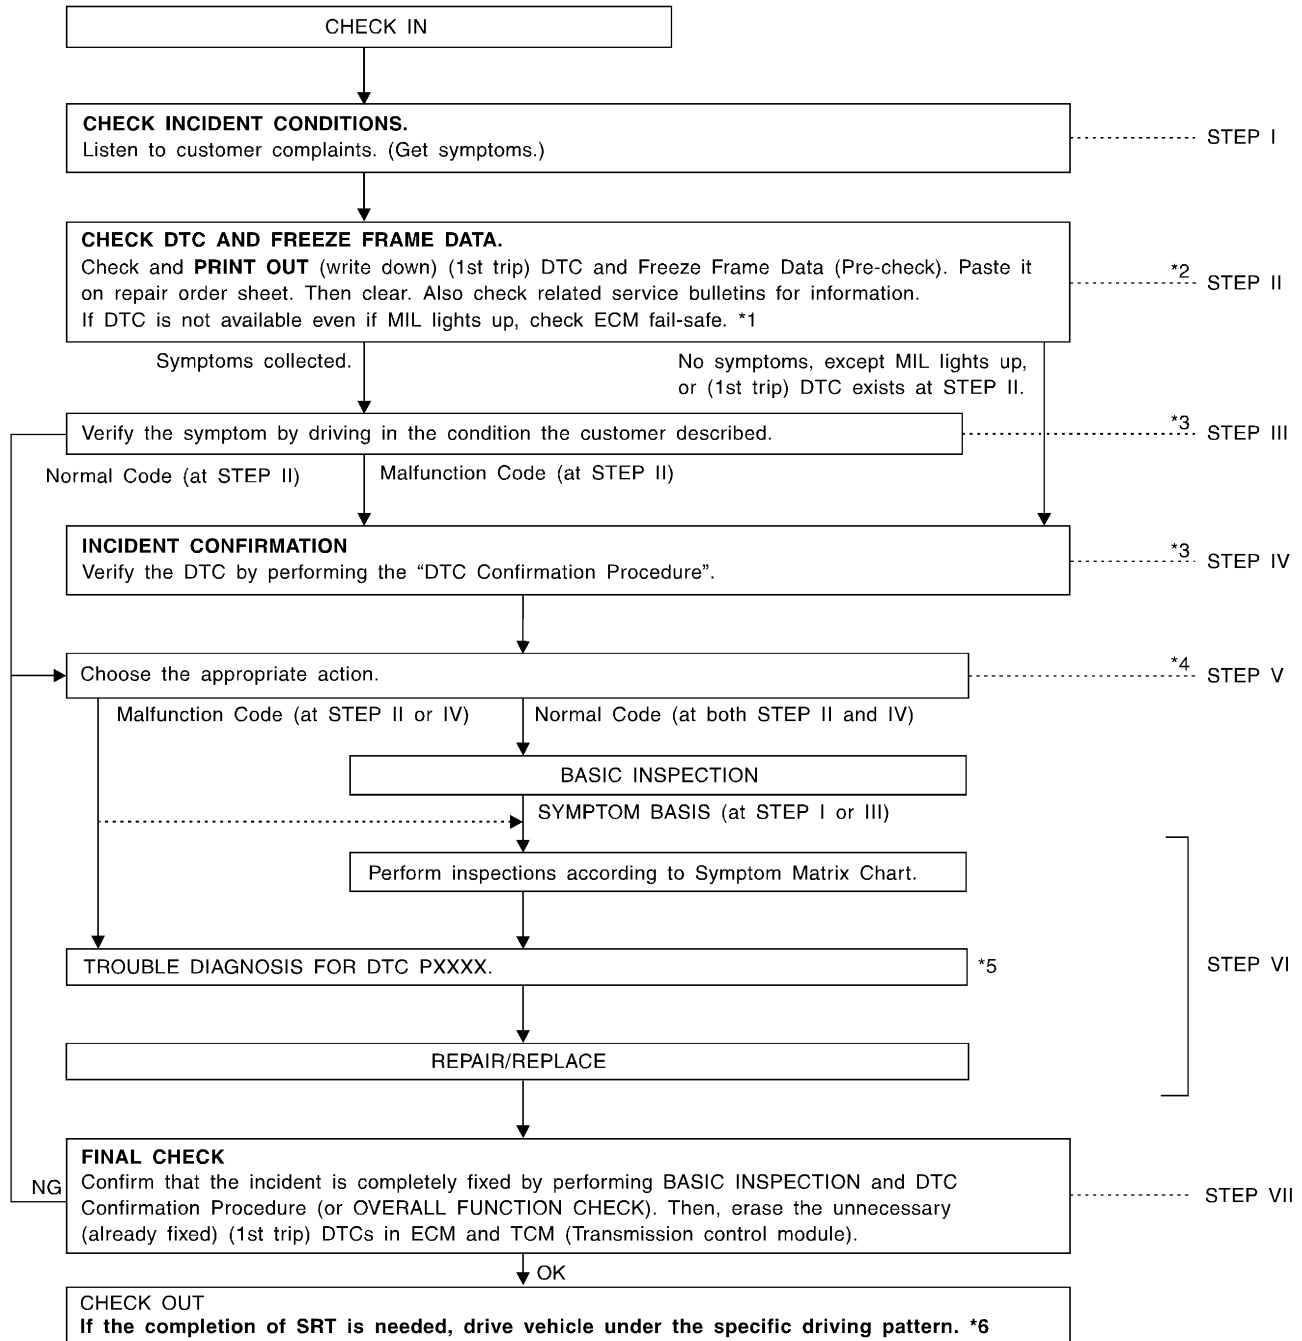 CHECK IN
CHECK INCIDENT CONDITIONS.
Listen to customer complaints. (Get symptoms.)
STEP I
CHECK DTC AND FREEZE FRAME DATA.
Check and PRINT OUT (write down) (1st trip) DTC and Freeze Frame Data (Pre-check). Paste it
on repair order sheet. Then clear. Also check related service bulletins for information.
If DTC is not available even if MIL lights up, check ECM fail-safe. *1
*2 STEP II
Symptoms collected.
No symptoms, except MIL lights up,
or (1st trip) DTC exists at STEP II.
Verify the symptom by driving in the condition the customer described.
*3 STEP III
Normal Code (at STEP II)
Malfunction Code (at STEP II)
INCIDENT CONFIRMATION
Verify the DTC by performing the “DTC Confirmation Procedure”.
*3 STEP IV
Choose the appropriate action.
*4 STEP V
Malfunction Code (at STEP II or IV)
Normal Code (at both STEP II and IV)
BASIC INSPECTION
SYMPTOM BASIS (at STEP I or III)
Perform inspections according to Symptom Matrix Chart.
TROUBLE DIAGNOSIS FOR DTC PXXXX.
*5
STEP VI
REPAIR/REPLACE
FINAL CHECK
Confirm that the incident is completely fixed by performing BASIC INSPECTION and DTC
Confirmation Procedure (or OVERALL FUNCTION CHECK). Then, erase the unnecessary
(already fixed) (1st trip) DTCs in ECM and TCM (Transmission control module).
NG
STEP VII
OK
CHECK OUT
If the completion of SRT is needed, drive vehicle under the specific driving pattern. *6